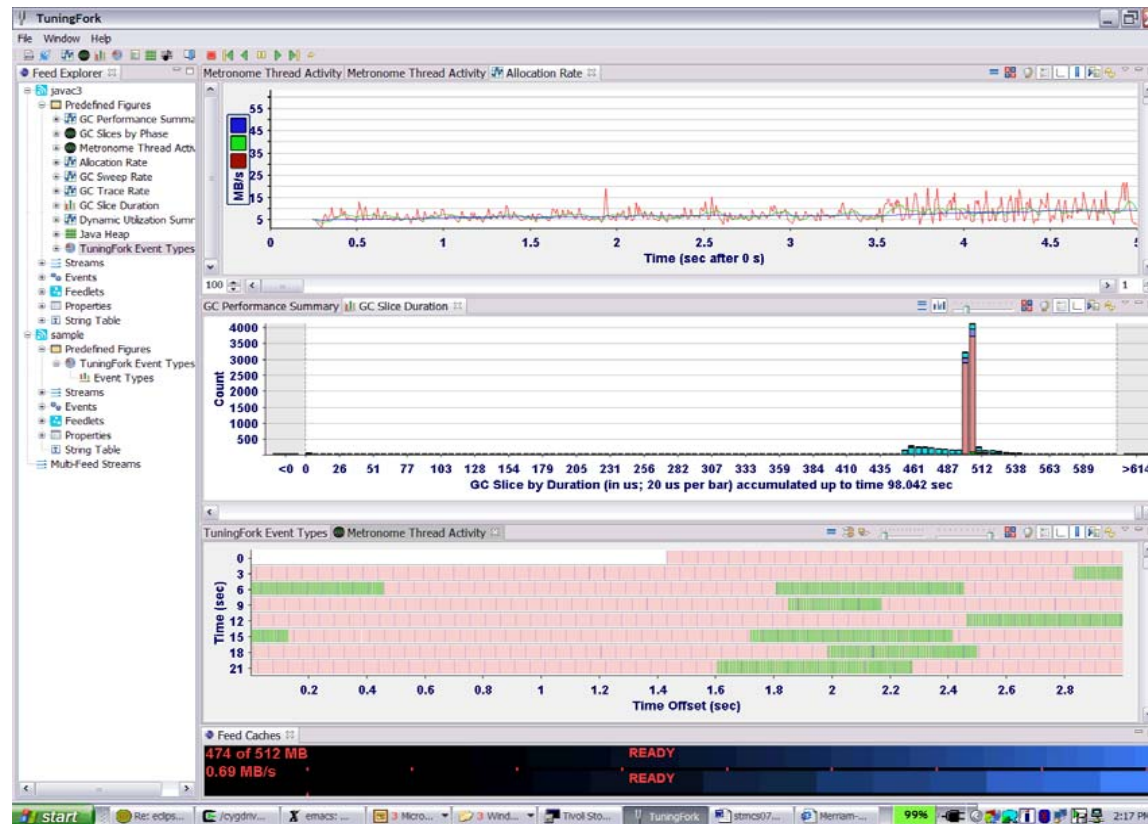 TuningFork
File Window Help
Feed Explorer
javac3
Predefined Figures
GC Performance Summa
GC Slices by Phase
Metronome Thread Activ
Allocation Rate
GC Sweep Rate
GC Trace Rate
GC Slice Duration
Dynamic Utilization Summ
Java Heap
TuningFork Event Types
Streams
Events
Feedlets
Properties
String Table
sample
Predefined Figures
TuningFork Event Types
Event Types
Streams
Events
Feedlets
Properties
String Table
Multi-Feed Streams
Metronome Thread Activity Metronome Thread Activity Allocation Rate
MB/s
55
45
35
25
15
5
0 0.5 1 1.5 2 2.5 3 3.5 4 4.5 5
Time (sec after 0 s)
100 1
GC Performance Summary GC Slice Duration
Count
4000
3500
3000
2500
2000
1500
1000
500
<0 0 26 51 77 103 128 154 179 205 231 256 282 307 333 359 384 410 435 461 487 512 538 563 589 >614
GC Slice by Duration (in us; 20 us per bar) accumulated up to time 98.042 sec
TuningFork Event Types Metronome Thread Activity
Time (sec)
0
3
6
9
12
15
18
21
0.2 0.4 0.6 0.8 1 1.2 1.4 1.6 1.8 2 2.2 2.4 2.6 2.8
Time Offset (sec)
Feed Caches
474 of 512 MB READY
0.69 MB/s
READY
start Re: eclips... /cygdriv... emacs: ... 3 Micro... 3 Wind... Tivoli Sto... TuningFork stmcs07... Merriam-... 99% 2:17 PM